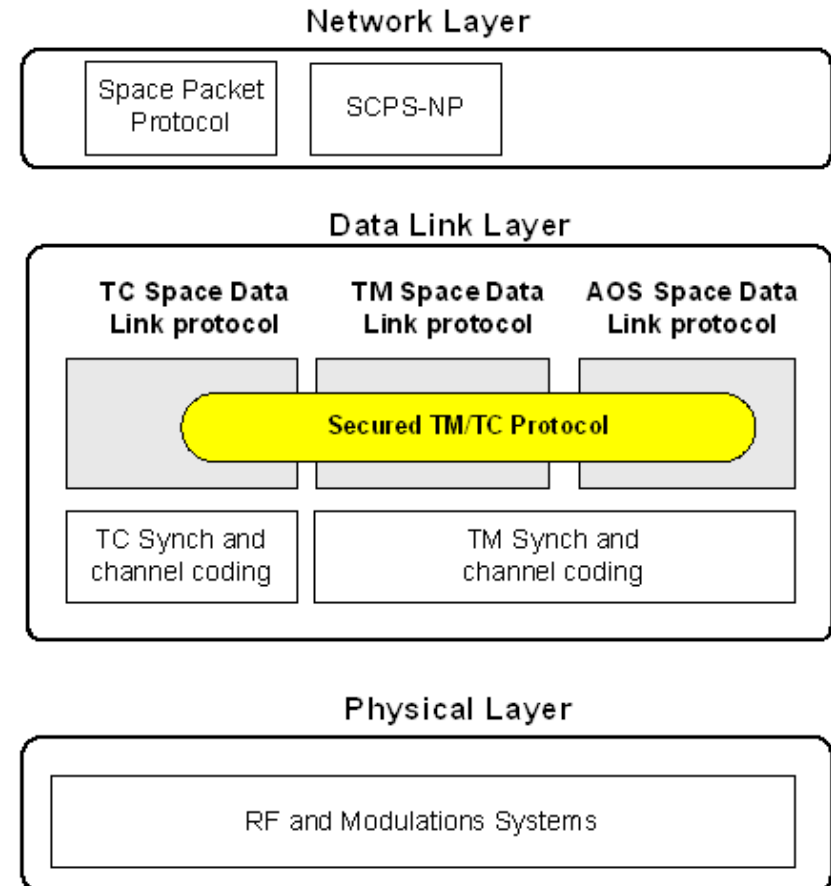 Network Layer
Space Packet
Protocol
SCPS-NP
Data Link Layer
TC Space Data
Link protocol
TM Space Data
Link protocol
AOS Space Data
Link protocol
Secured TM/TC Protocol
TC Synch and
channel coding
TM Synch and
channel coding
Physical Layer
RF and Modulations Systems